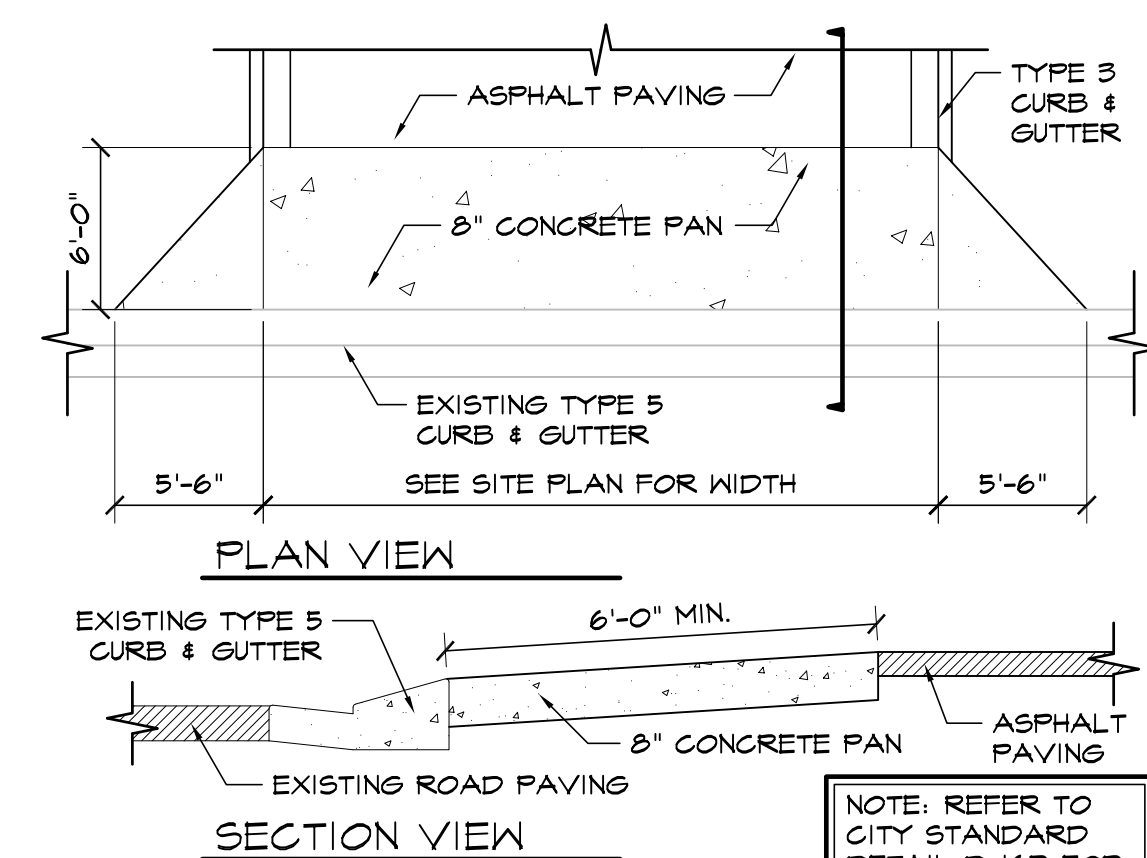 ASPHALT PAVING
TYPE 3
CURB &
GUTTER
6'-0"
8" CONCRETE PAN
EXISTING TYPE 5
CURB & GUTTER
5'-6"
SEE SITE PLAN FOR WIDTH
5'-6"
PLAN VIEW
EXISTING TYPE 5
CURB & GUTTER
6'-0" MIN.
8" CONCRETE PAN
ASPHALT
PAVING
EXISTING ROAD PAVING
SECTION VIEW
NOTE: REFER TO
CITY STANDARD